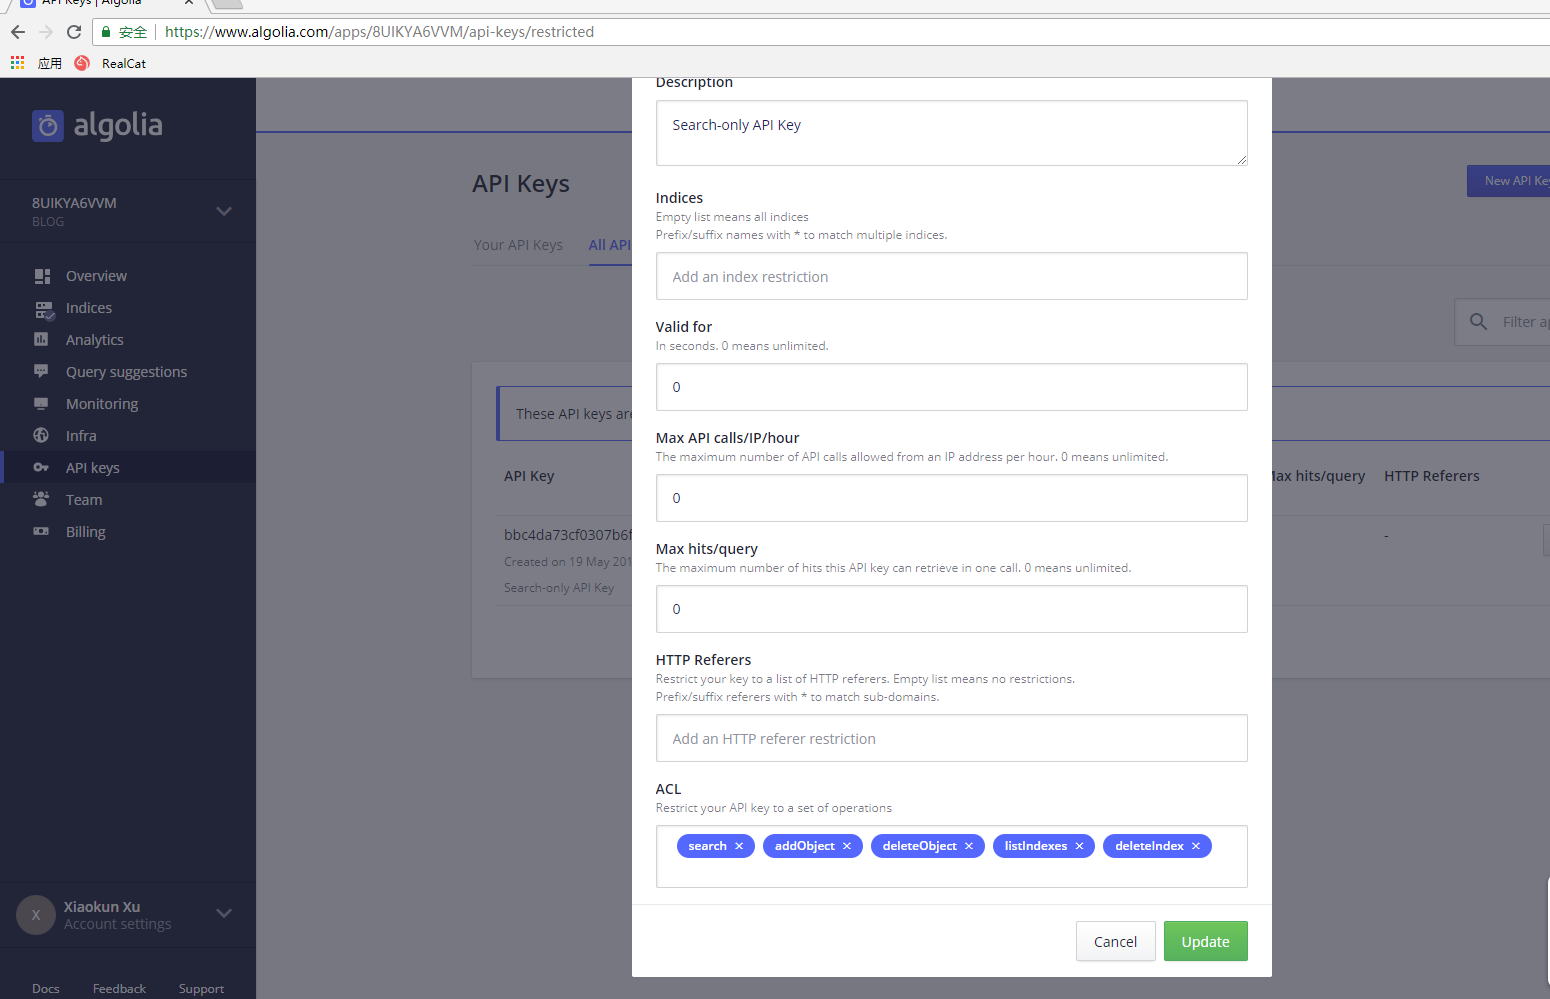 API Keys | Algolia
安全 https://www.algolia.com/apps/8UIKYA6VVM/api-keys/restricted
应用 RealCat
algolia
8UIKYA6VVM
BLOG
Overview
Indices
Analytics
Query suggestions
Monitoring
Infra
API keys
Team
Billing
X
Xiaokun Xu
Account settings
Docs Feedback Support
API Keys
New API Key
Your API Keys All API
Filter ap
These API keys are
API Key
Max hits/query HTTP Referers
bbc4da73cf0307b6f
-
Created on 19 May 201
Search-only API Key
Description
Search-only API Key
Indices
Empty list means all indices
Prefix/suffix names with * to match multiple indices.
Add an index restriction
Valid for
In seconds. 0 means unlimited.
0
Max API calls/IP/hour
The maximum number of API calls allowed from an IP address per hour. 0 means unlimited.
0
Max hits/query
The maximum number of hits this API key can retrieve in one call. 0 means unlimited.
0
HTTP Referers
Restrict your key to a list of HTTP referers. Empty list means no restrictions.
Prefix/suffix referers with * to match sub-domains.
Add an HTTP referer restriction
ACL
Restrict your API key to a set of operations
search × addObject × deleteObject × listIndexes × deleteIndex ×
Cancel Update